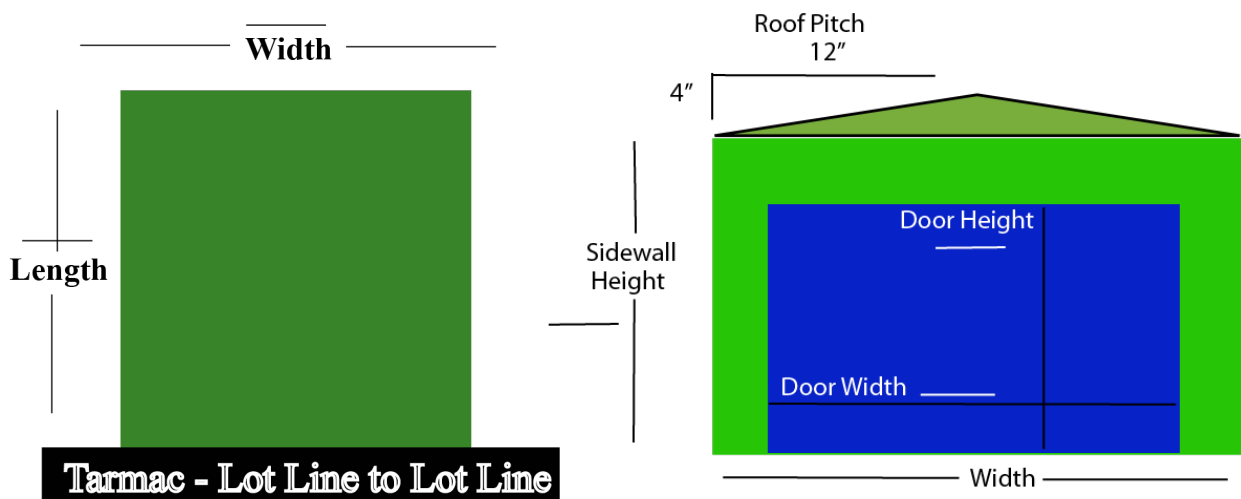 Width
Length
Tarmac - Lot Line to Lot Line
Roof Pitch
12”
4”
Sidewall
Height
Door Height
Door Width
Width